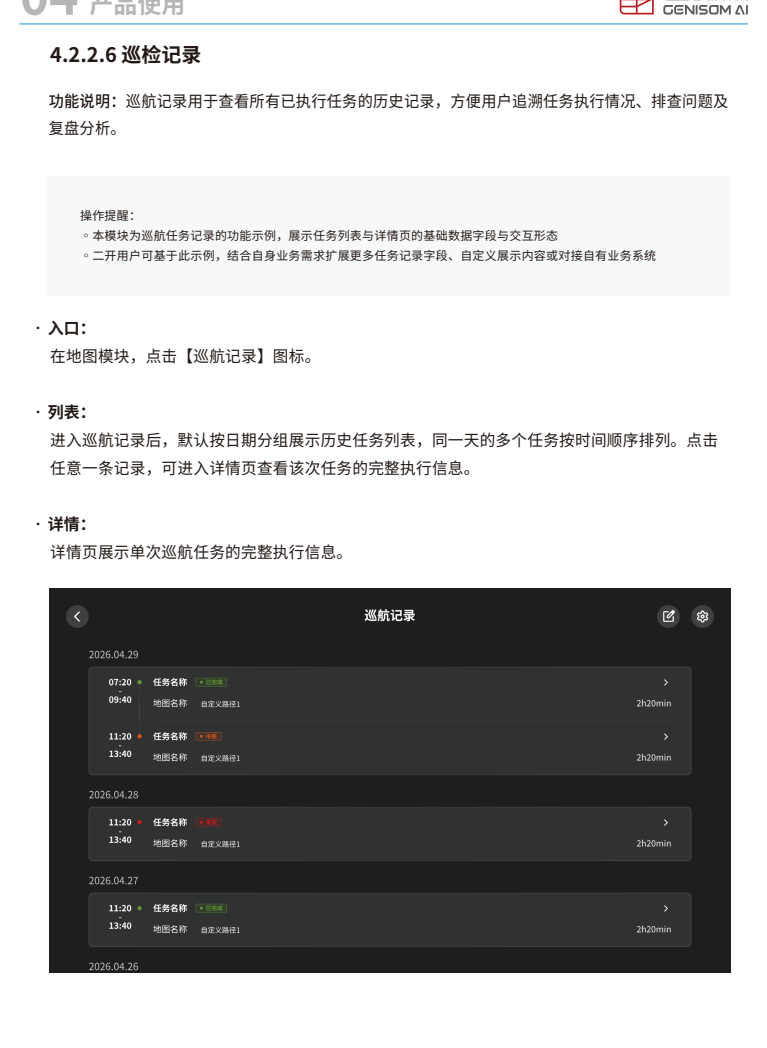 04 产品使用
GENISOM AI
4.2.2.6 巡检记录
功能说明：巡航记录用于查看所有已执行任务的历史记录，方便用户追溯任务执行情况、排查问题及
复盘分析。
操作提醒：
◦ 本模块为巡航任务记录的功能示例，展示任务列表与详情页的基础数据字段与交互形态
◦ 二开用户可基于此示例，结合自身业务需求扩展更多任务记录字段、自定义展示内容或对接自有业务系统
· 入口：
在地图模块，点击【巡航记录】图标。
· 列表：
进入巡航记录后，默认按日期分组展示历史任务列表，同一天的多个任务按时间顺序排列。点击
任意一条记录，可进入详情页查看该次任务的完整执行信息。
· 详情：
详情页展示单次巡航任务的完整执行信息。
巡航记录
2026.04.29
07:20 任务名称 已完成
-
09:40 地图名称 自定义路径1 2h20min
11:20 任务名称 中断
-
13:40 地图名称 自定义路径1 2h20min
2026.04.28
11:20 任务名称 失败
-
13:40 地图名称 自定义路径1 2h20min
2026.04.27
11:20 任务名称 已完成
-
13:40 地图名称 自定义路径1 2h20min
2026.04.26